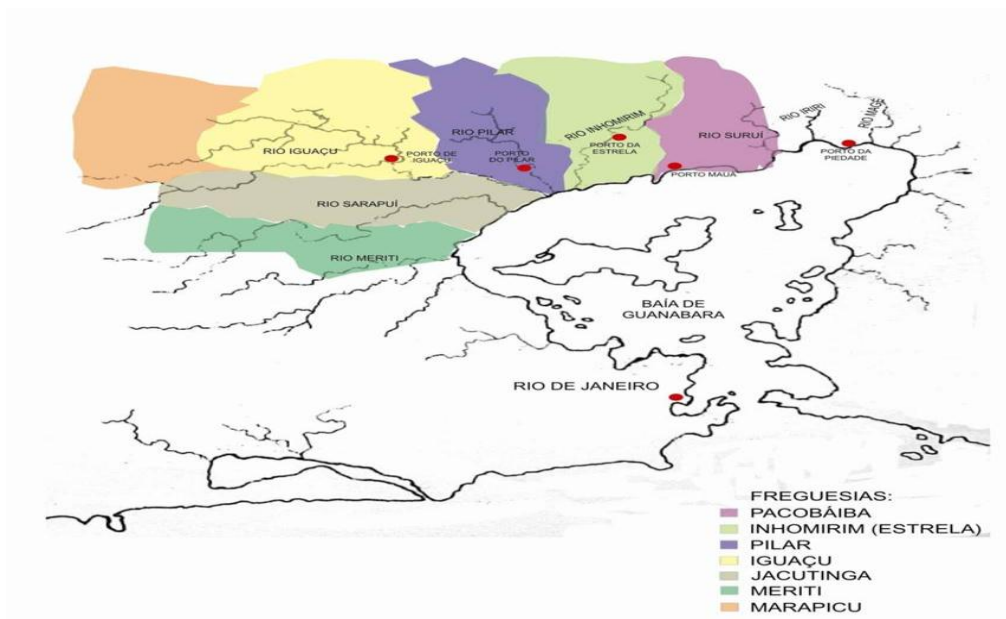 RIO IRIRI
RIO MAGÉ
RIO INHOMIRIM
RIO PILAR
RIO SURUÍ
RIO IGUAÇU
PORTO DE
IGUAÇU
PORTO
DO PILAR
PORTO DA
ESTRELA
PORTO DA
PIEDADE
PORTO MAUÁ
RIO SARAPUÍ
RIO MERITI
BAÍA DE
GUANABARA
RIO DE JANEIRO
FREGUESIAS:
PACOBÁIBA
INHOMIRIM (ESTRELA)
PILAR
IGUAÇU
JACUTINGA
MERITI
MARAPICU